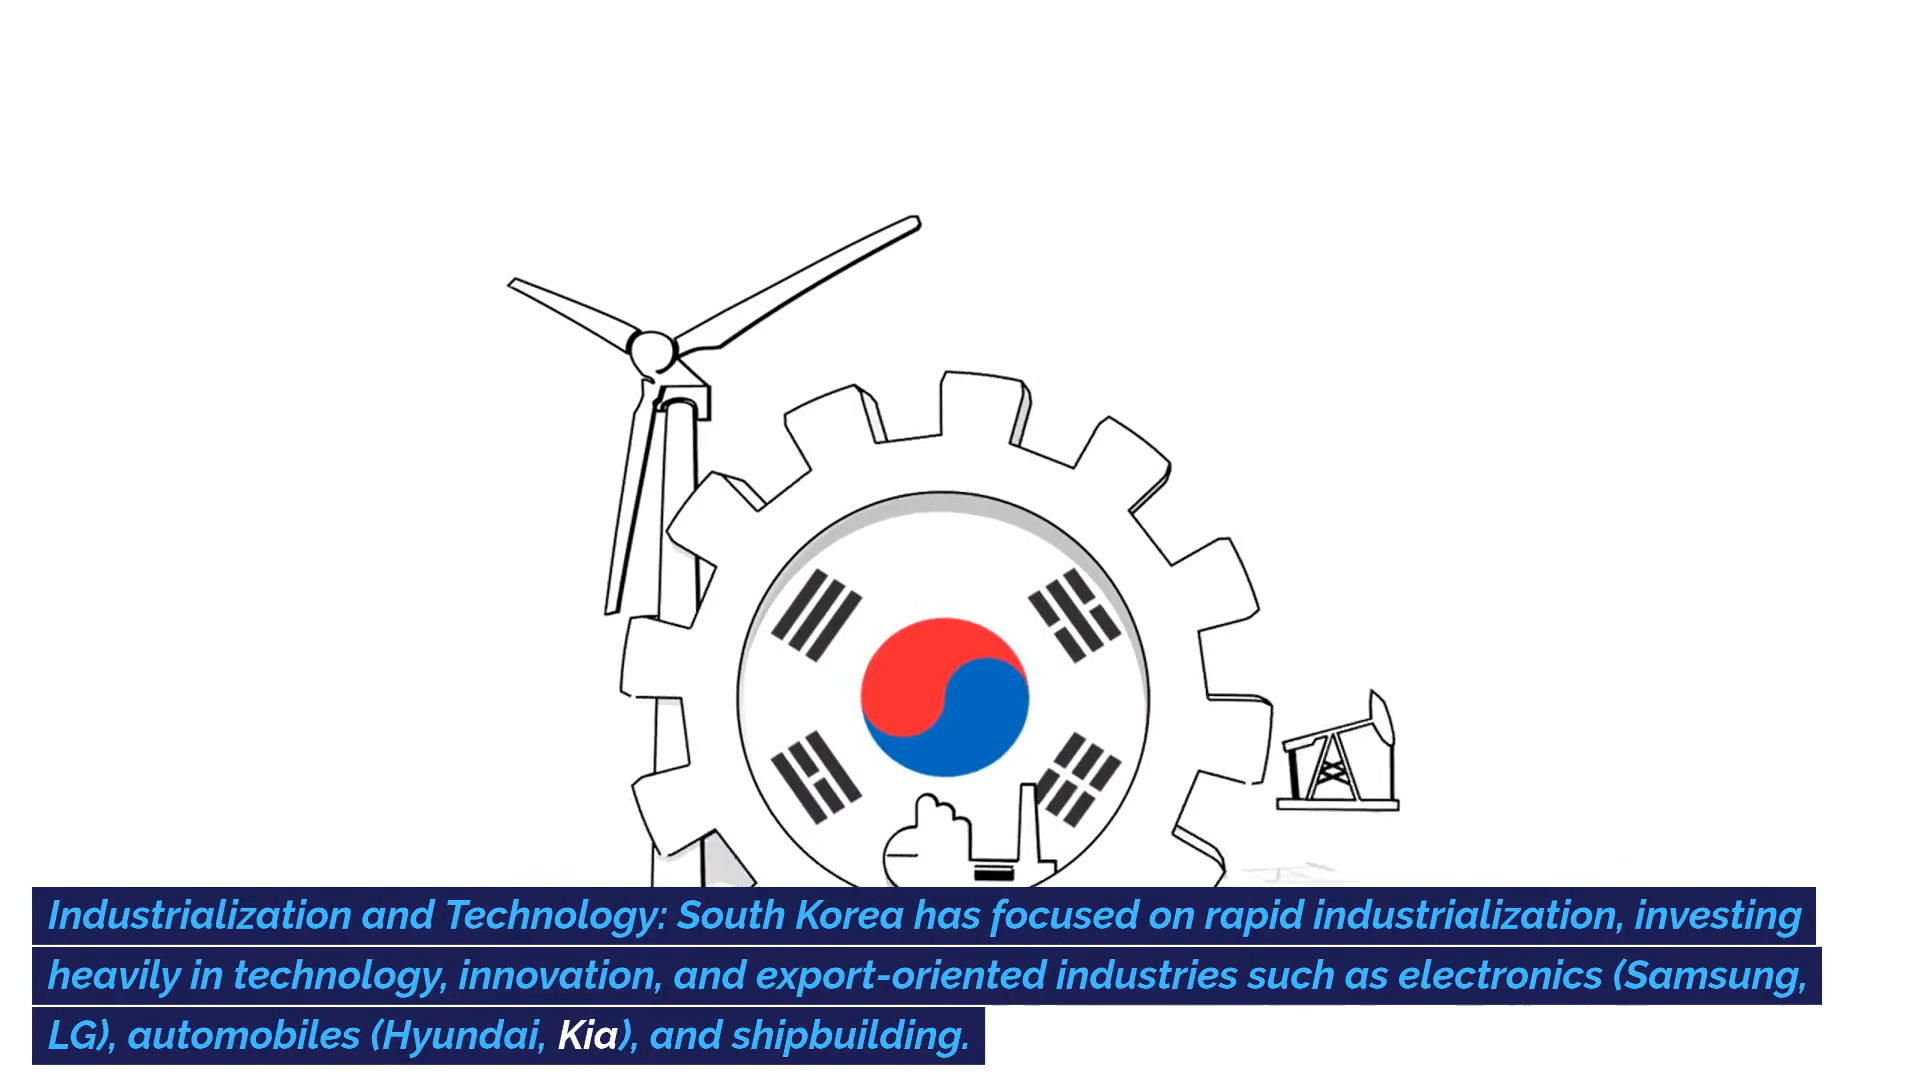 Industrialization and Technology: South Korea has focused on rapid industrialization, investing
heavily in technology, innovation, and export-oriented industries such as electronics (Samsung,
LG), automobiles (Hyundai, Kia), and shipbuilding.